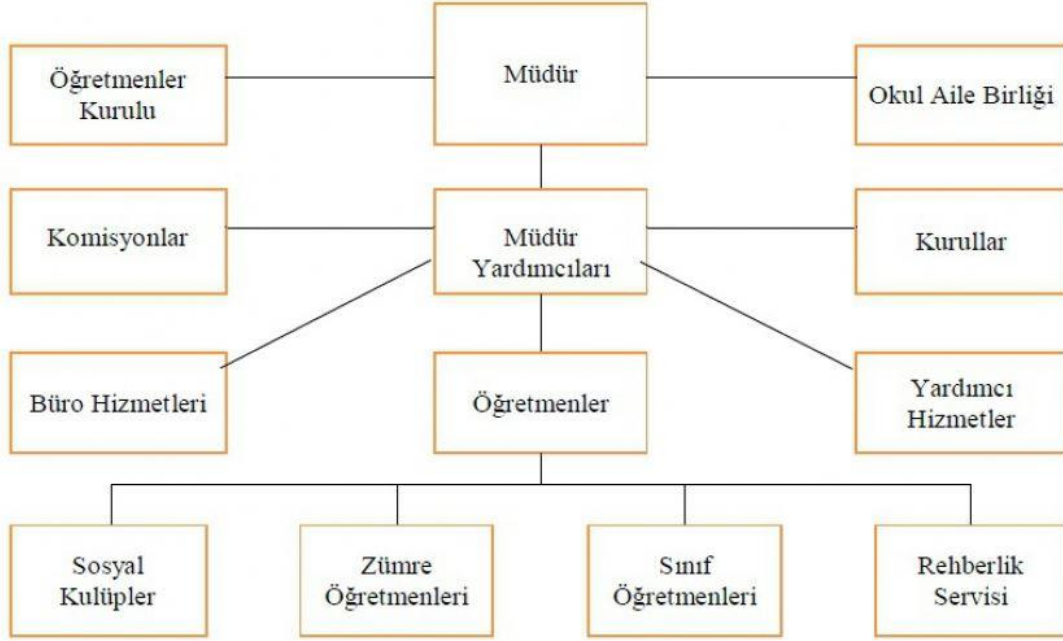 Öğretmenler
Kurulu
Müdür
Okul Aile Birliği
Komisyonlar
Müdür
Yardımcıları
Kurullar
Büro Hizmetleri
Öğretmenler
Yardımcı
Hizmetler
Sosyal
Kulüpler
Zümre
Öğretmenleri
Sınıf
Öğretmenleri
Rehberlik
Servisi